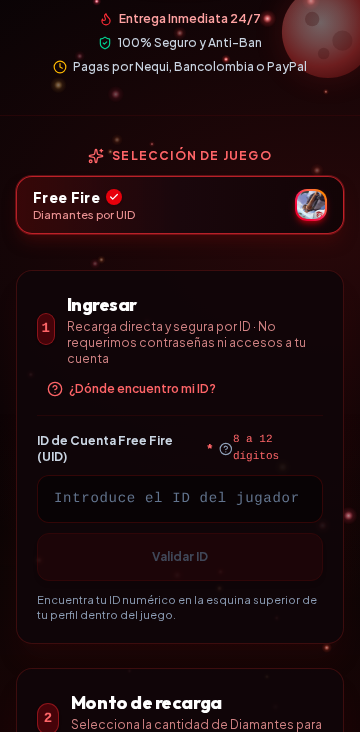 Entrega Inmediata 24/7
100% Seguro y Anti-Ban
Pagos por Nequi, Bancolombia o PayPal
SELECCIÓN DE JUEGO
Free Fire
Diamantes por UID
1
Ingresar
Recarga directa y segura por ID · No
requerimos contraseñas ni accesos a tu
cuenta
¿Dónde encuentro mi ID?
ID de Cuenta Free Fire
(UID)
*
8 a 12
dígitos
Introduce el ID del jugador
Validar ID
Encuentra tu ID numérico en la esquina superior de
tu perfil dentro del juego.
2
Monto de recarga
Selecciona la cantidad de Diamantes para